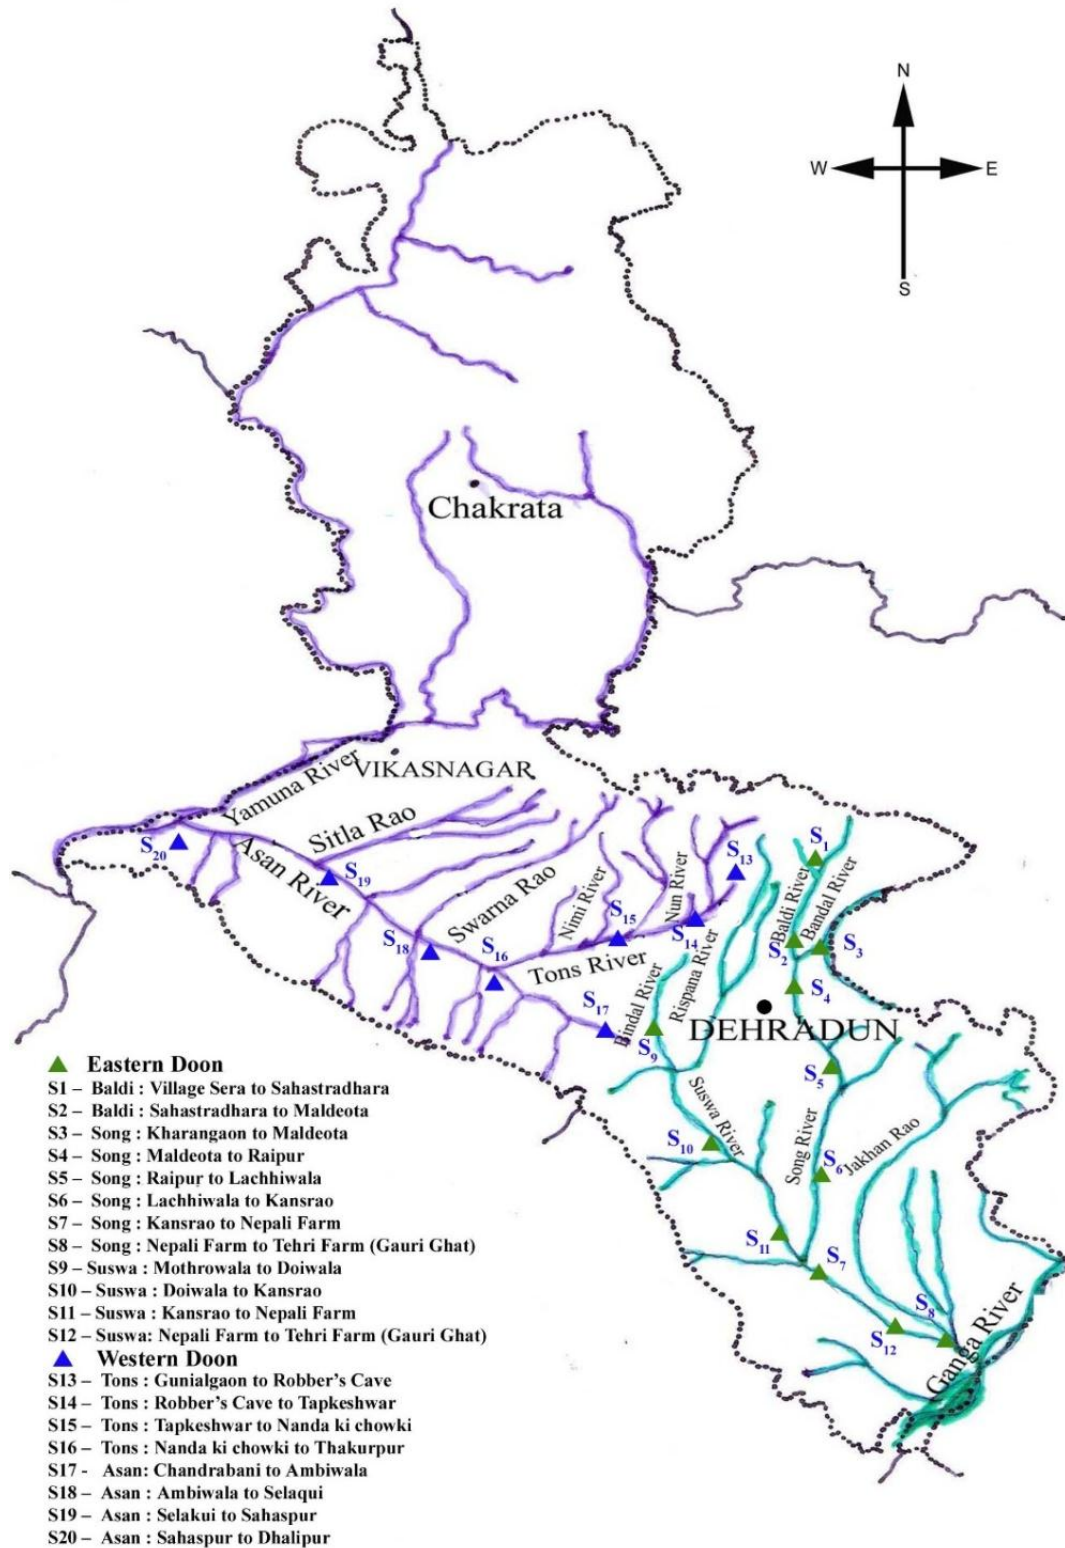 N
W E
S
Chakrata
VIKASNAGAR
Yamuna River
Sitla Rao
Asan River
S20
S19
Swarna Rao
S18
S16
Nimi River
S15
Nun River
S13
S14
Tons River
S17
Bindal River
Rispana River
S9
S1
Baldi River
Bandal River
S2
S3
S4
DEHRADUN
S5
Suswa River
S10
Song River
Jakhan Rao
S6
S11
S7
S8
S12
Ganga River
Eastern Doon
S1 – Baldi : Village Sera to Sahastradhara
S2 – Baldi : Sahastradhara to Maldeota
S3 – Song : Kharangaon to Maldeota
S4 – Song : Maldeota to Raipur
S5 – Song : Raipur to Lachhiwala
S6 – Song : Lachhiwala to Kansrao
S7 – Song : Kansrao to Nepali Farm
S8 – Song : Nepali Farm to Tehri Farm (Gauri Ghat)
S9 – Suswa : Mothrowala to Doiwala
S10 – Suswa : Doiwala to Kansrao
S11 – Suswa : Kansrao to Nepali Farm
S12 – Suswa: Nepali Farm to Tehri Farm (Gauri Ghat)
Western Doon
S13 – Tons : Gunialgaon to Robber's Cave
S14 – Tons : Robber's Cave to Tapkeshwar
S15 – Tons : Tapkeshwar to Nanda ki chowki
S16 – Tons : Nanda ki chowki to Thakurpur
S17 - Asan: Chandrabani to Ambiwala
S18 – Asan : Ambiwala to Selaqui
S19 – Asan : Selakui to Sahaspur
S20 – Asan : Sahaspur to Dhalipur